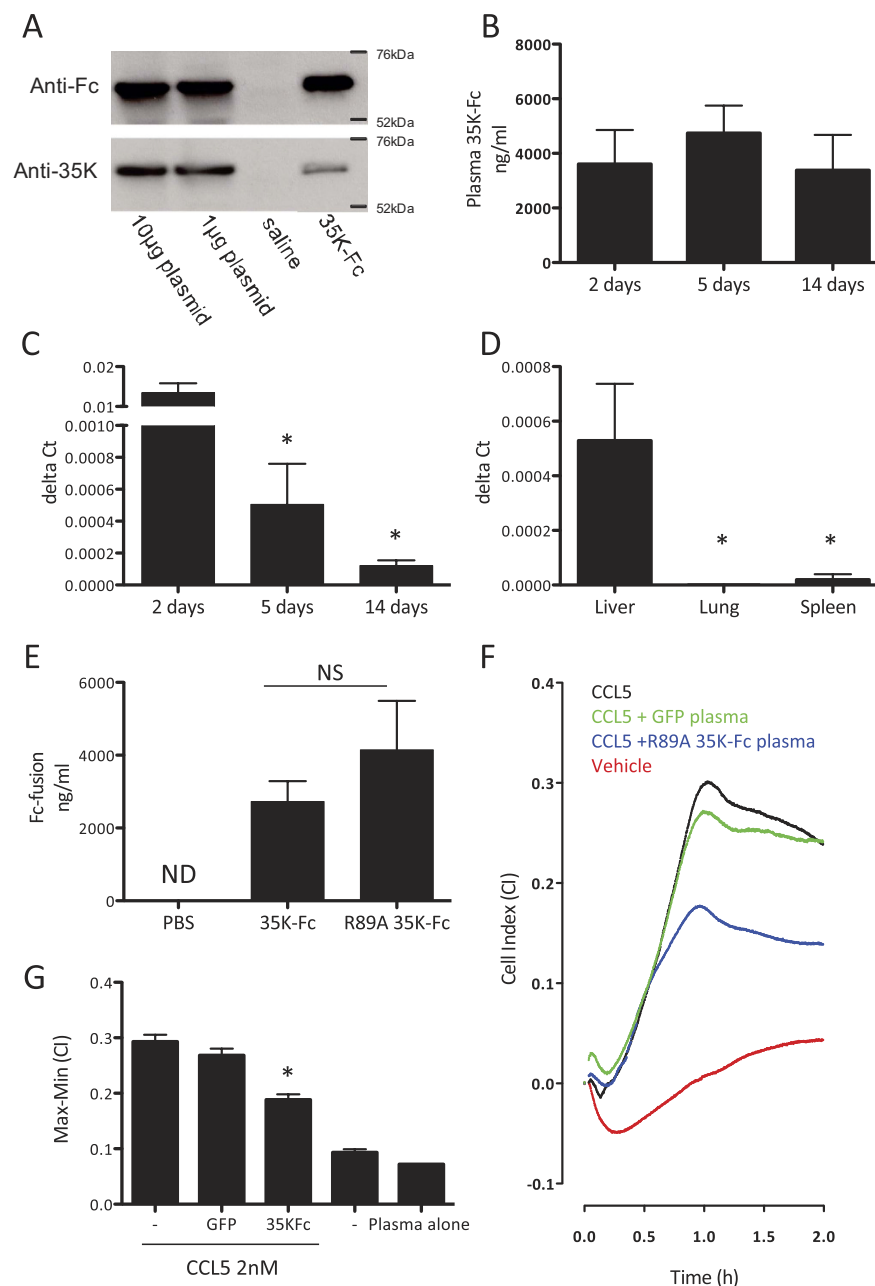 A
Anti-Fc
76kDa
52kDa
Anti-35K
76kDa
52kDa
10µg plasmid
1µg plasmid
saline
35K-Fc
B
Plasma 35K-Fc
ng/ml
8000
6000
4000
2000
0
2 days 5 days 14 days
C
delta Ct
0.02
0.01
0.0010
0.0008
0.0006
0.0004
0.0002
0.0000
*
*
2 days 5 days 14 days
D
delta Ct
0.0008
0.0006
0.0004
0.0002
0.0000
* *
Liver Lung Spleen
E
Fc-fusion
ng/ml
6000
4000
2000
0
NS
ND
PBS 35K-Fc R89A 35K-Fc
F
Cell Index (CI)
0.4
0.3
0.2
0.1
0.0
-0.1
CCL5
CCL5 + GFP plasma
CCL5 +R89A 35K-Fc plasma
Vehicle
0.0 0.5 1.0 1.5 2.0
Time (h)
G
Max-Min (CI)
0.4
0.3
0.2
0.1
0.0
*
- GFP 35KFc - Plasma alone
CCL5 2nM